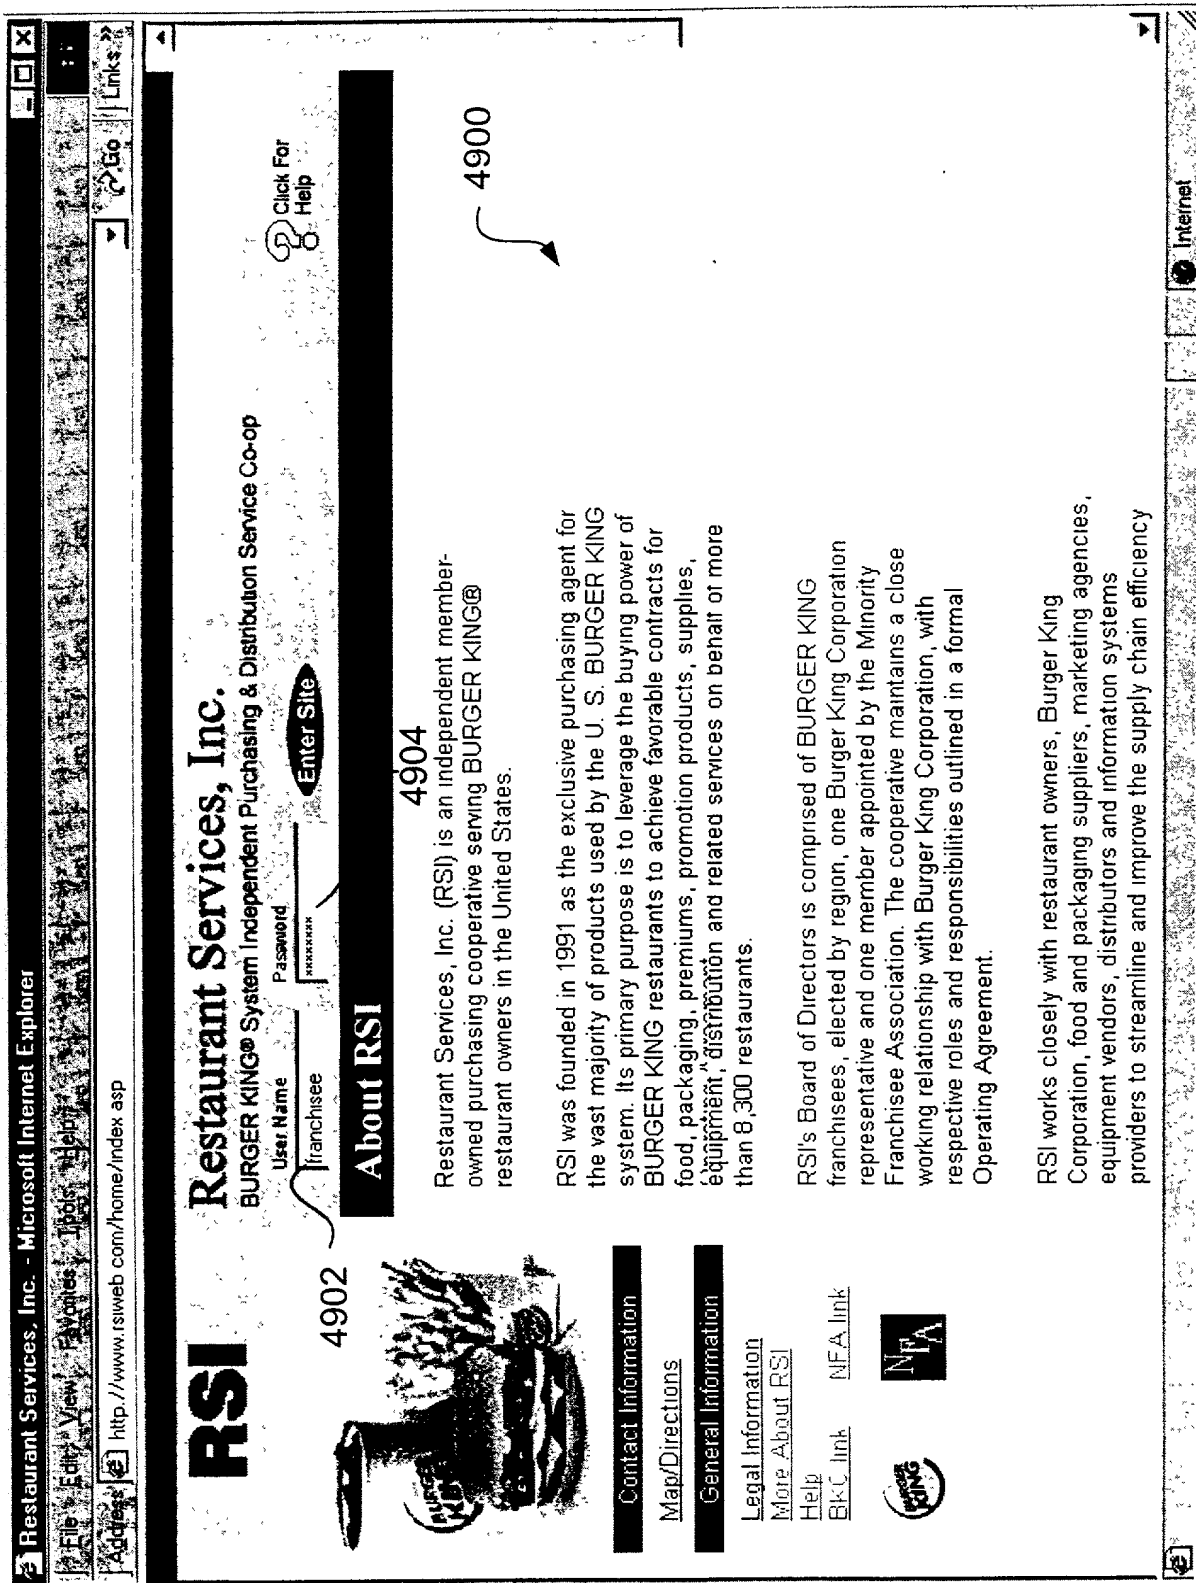 Restaurant Services, Inc. - Microsoft Internet Explorer
File Edit View Favorites Tools Help
Address http://www.rsiweb com/home/index asp Go Links »
RSI
Restaurant Services, Inc.
BURGER KING® System Independent Purchasing & Distribution Service Co-op
User Name Password
franchisee ******** Enter Site
Click For
Help
4902
4904
4900
About RSI
Restaurant Services, Inc. (RSI) is an independent member-
owned purchasing cooperative serving BURGER KING®
restaurant owners in the United States.
RSI was founded in 1991 as the exclusive purchasing agent for
the vast majority of products used by the U. S. BURGER KING
system. Its primary purpose is to leverage the buying power of
BURGER KING restaurants to achieve favorable contracts for
food, packaging, premiums, promotion products, supplies,
equipment, distribution and related services on behalf of more
than 8,300 restaurants.
RSI's Board of Directors is comprised of BURGER KING
franchisees, elected by region, one Burger King Corporation
representative and one member appointed by the Minority
Franchisee Association. The cooperative maintains a close
working relationship with Burger King Corporation, with
respective roles and responsibilities outlined in a formal
Operating Agreement.
RSI works closely with restaurant owners, Burger King
Corporation, food and packaging suppliers, marketing agencies,
equipment vendors, distributors and information systems
providers to streamline and improve the supply chain efficiency
BURGER
Contact Information
Map/Directions
General Information
Legal Information
More About RSI
Help
BKC link NFA link
BURGER
KING
NFA
Internet